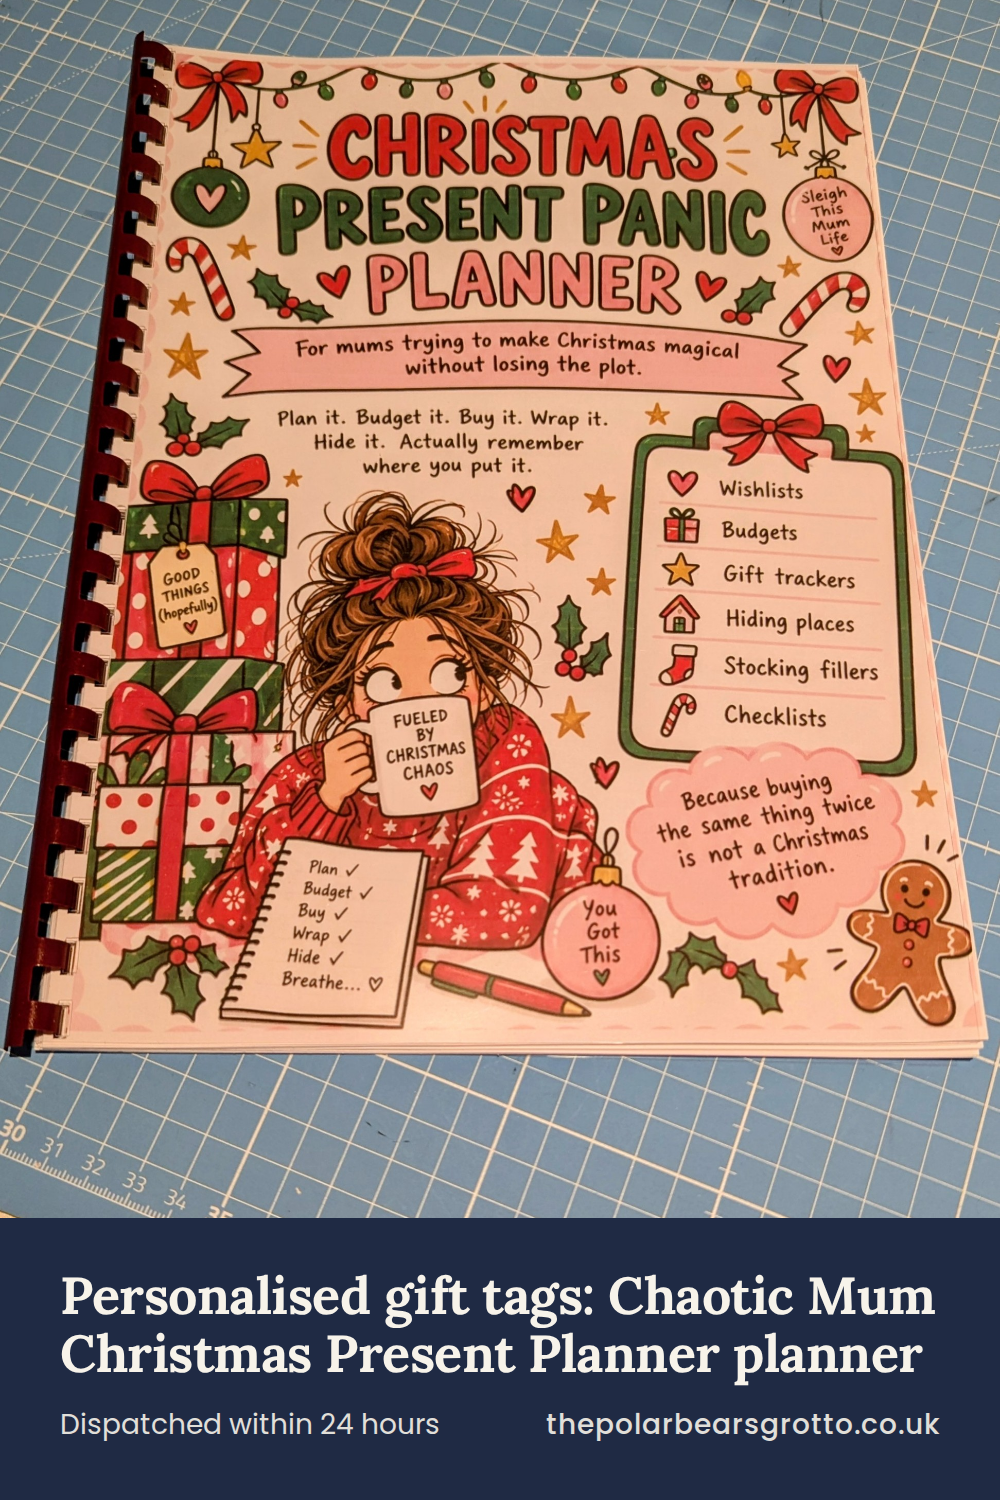 CHRISTMAS
PRESENT PANIC
PLANNER
Sleigh
This
Mum
Life
For mums trying to make Christmas magical
without losing the plot.
Plan it. Budget it. Buy it. Wrap it.
Hide it. Actually remember
where you put it.
Wishlists
Budgets
Gift trackers
Hiding places
Stocking fillers
Checklists
GOOD
THINGS
(hopefully)
FUELED
BY
CHRISTMAS
CHAOS
Because buying
the same thing twice
is not a Christmas
tradition.
Plan ✓
Budget ✓
Buy ✓
Wrap ✓
Hide ✓
Breathe... ♡
You
Got
This
30 31 32 33 34 35
Personalised gift tags: Chaotic Mum
Christmas Present Planner planner
Dispatched within 24 hours
thepolarbearsgrotto.co.uk